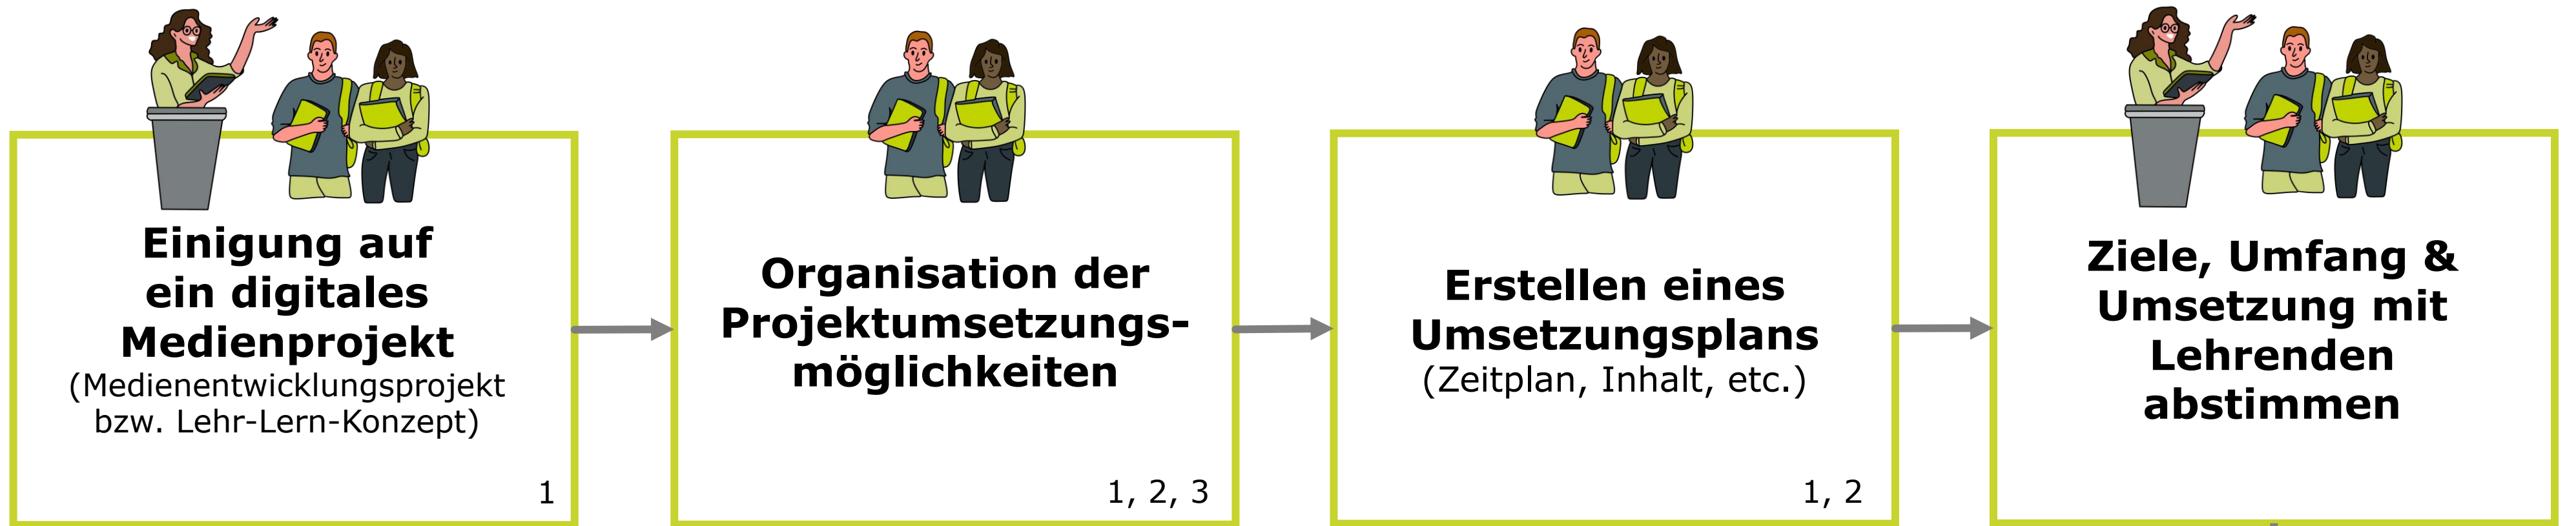 Einigung auf
ein digitales
Medienprojekt
(Medienentwicklungsprojekt
bzw. Lehr-Lern-Konzept)
1
Organisation der
Projektumsetzungs-
möglichkeiten
1, 2, 3
Erstellen eines
Umsetzungsplans
(Zeitplan, Inhalt, etc.)
1, 2
Ziele, Umfang &
Umsetzung mit
Lehrenden
abstimmen